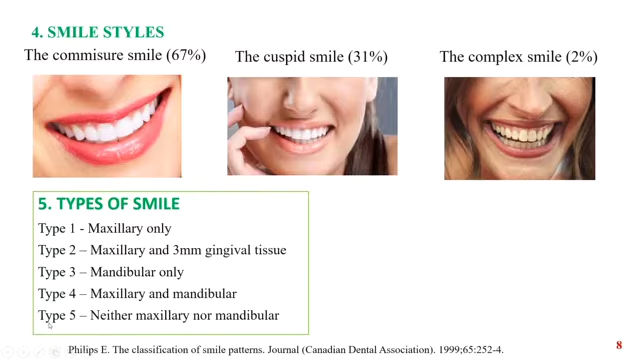 4. SMILE STYLES
The commisure smile (67%)
The cuspid smile (31%)
The complex smile (2%)
5. TYPES OF SMILE
Type 1 - Maxillary only
Type 2 – Maxillary and 3mm gingival tissue
Type 3 – Mandibular only
Type 4 – Maxillary and mandibular
Type 5 – Neither maxillary nor mandibular
Philips E. The classification of smile patterns. Journal (Canadian Dental Association). 1999;65:252-4.
8